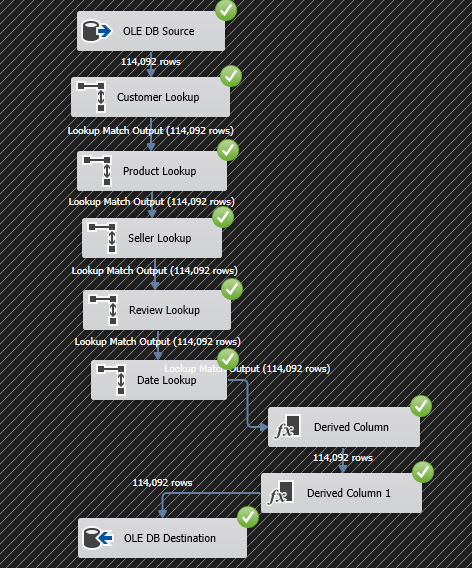 OLE DB Source
114,092 rows
Customer Lookup
Lookup Match Output (114,092 rows)
Product Lookup
Lookup Match Output (114,092 rows)
Seller Lookup
Lookup Match Output (114,092 rows)
Review Lookup
Lookup Match Output (114,092 rows)
Lookup Match Output (114,092 rows)
Date Lookup
fx Derived Column
114,092 rows
fx Derived Column 1
114,092 rows
OLE DB Destination